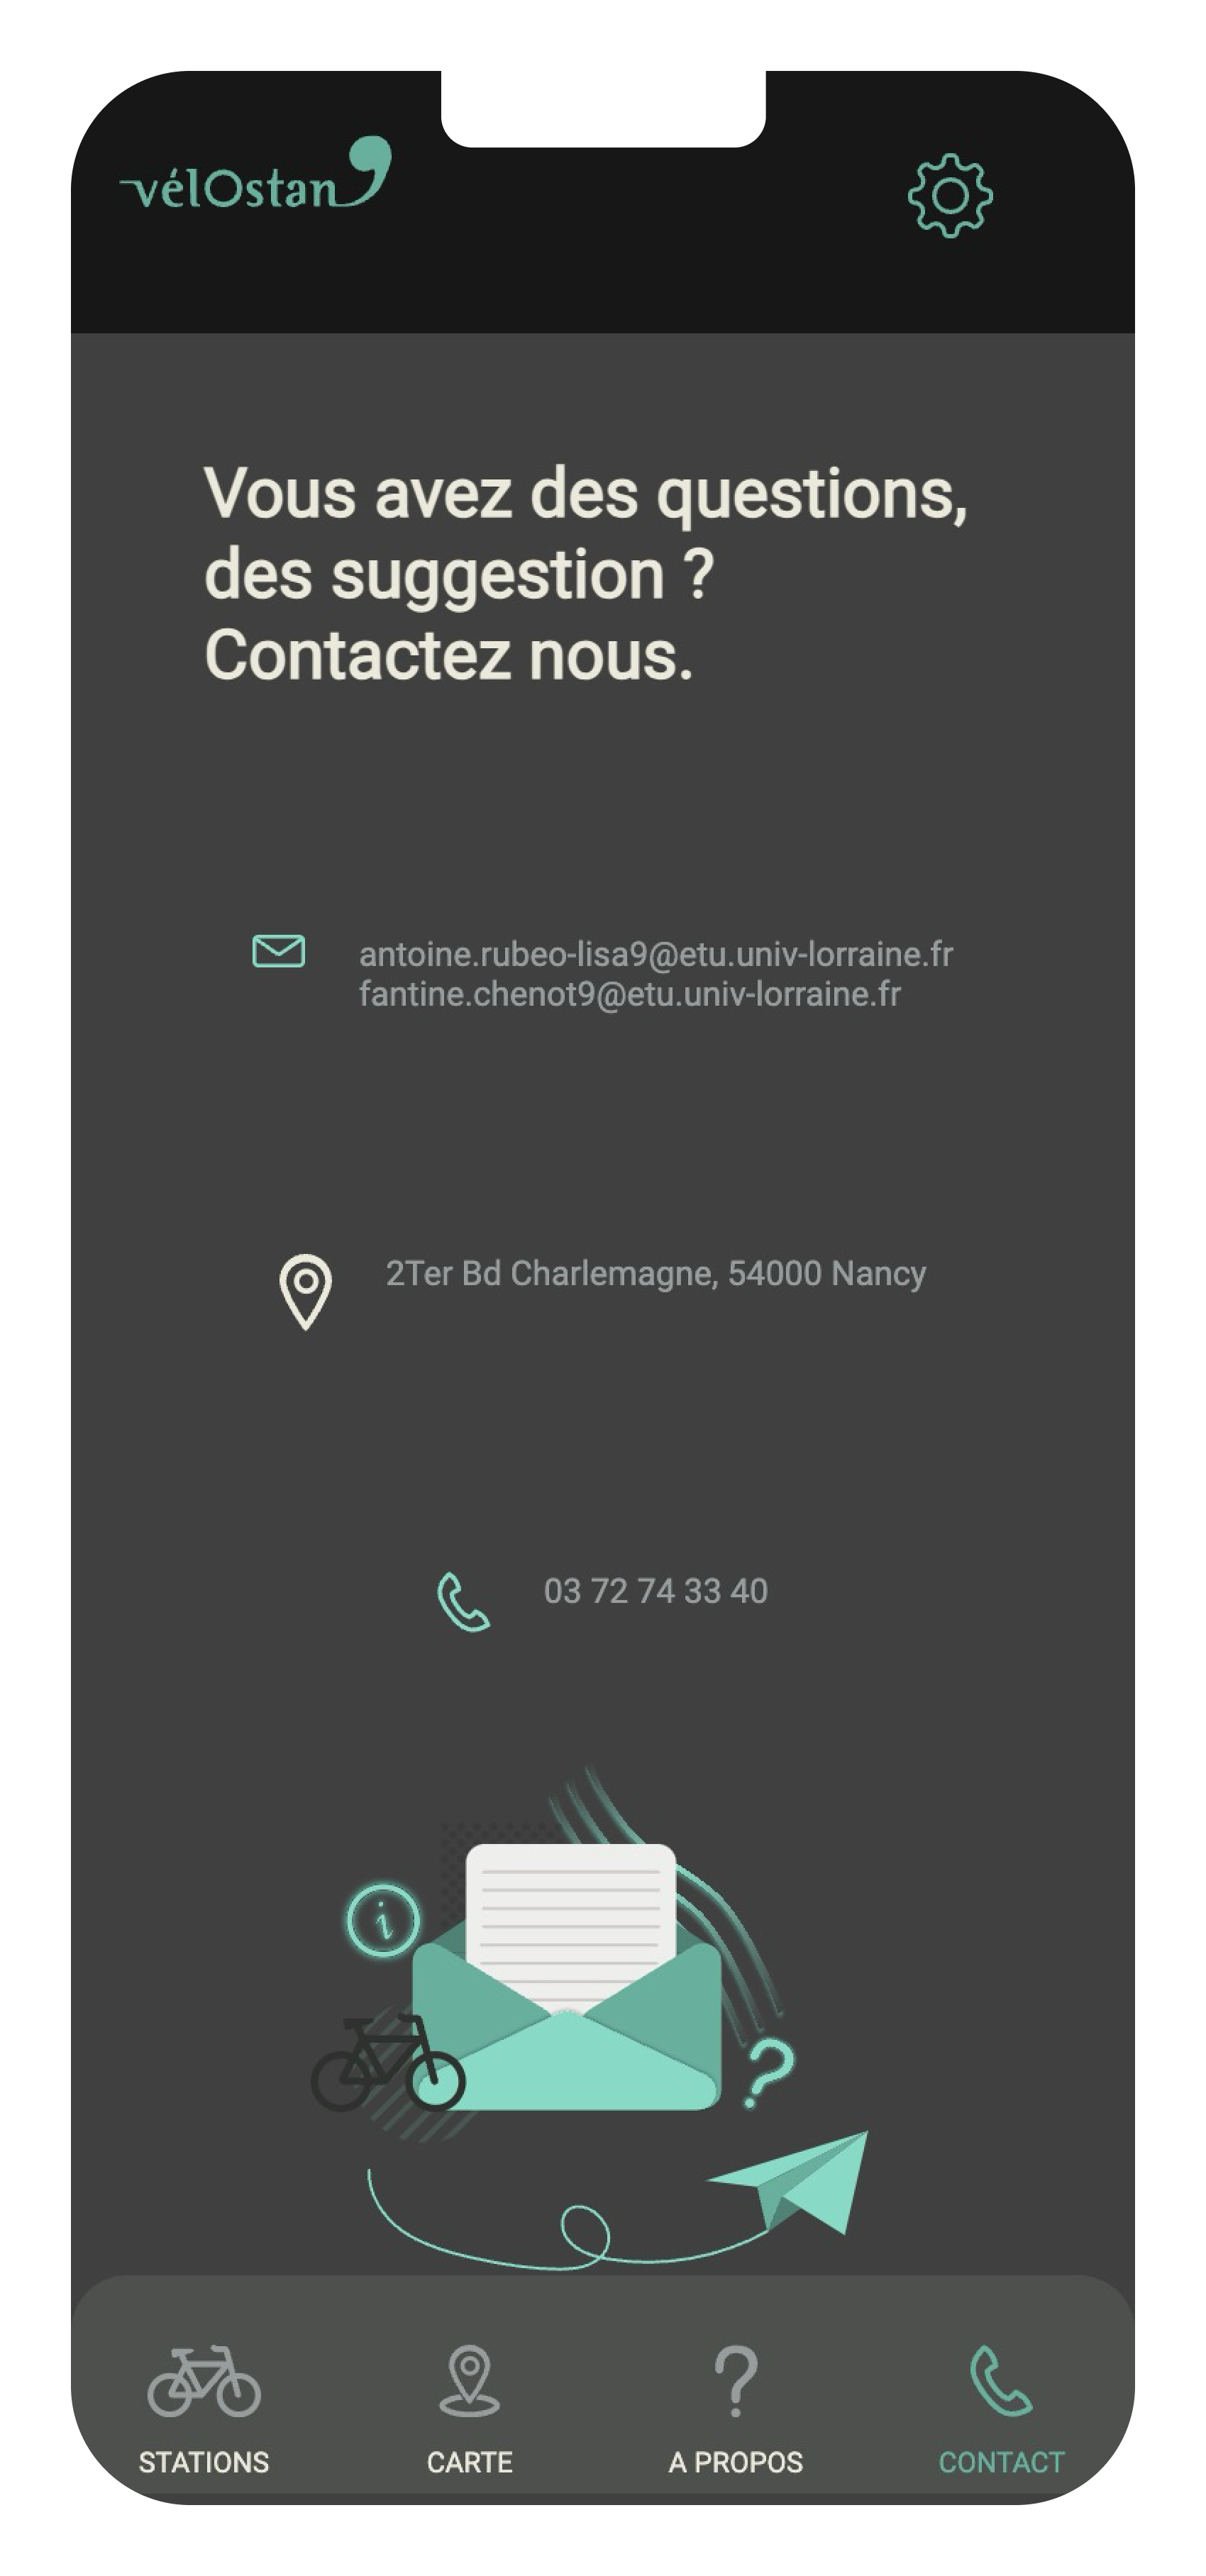 vélOstan
Vous avez des questions,
des suggestion ?
Contactez nous.
antoine.rubeo-lisa9@etu.univ-lorraine.fr
fantine.chenot9@etu.univ-lorraine.fr
2Ter Bd Charlemagne, 54000 Nancy
03 72 74 33 40
i
?
?
STATIONS
CARTE
A PROPOS
CONTACT